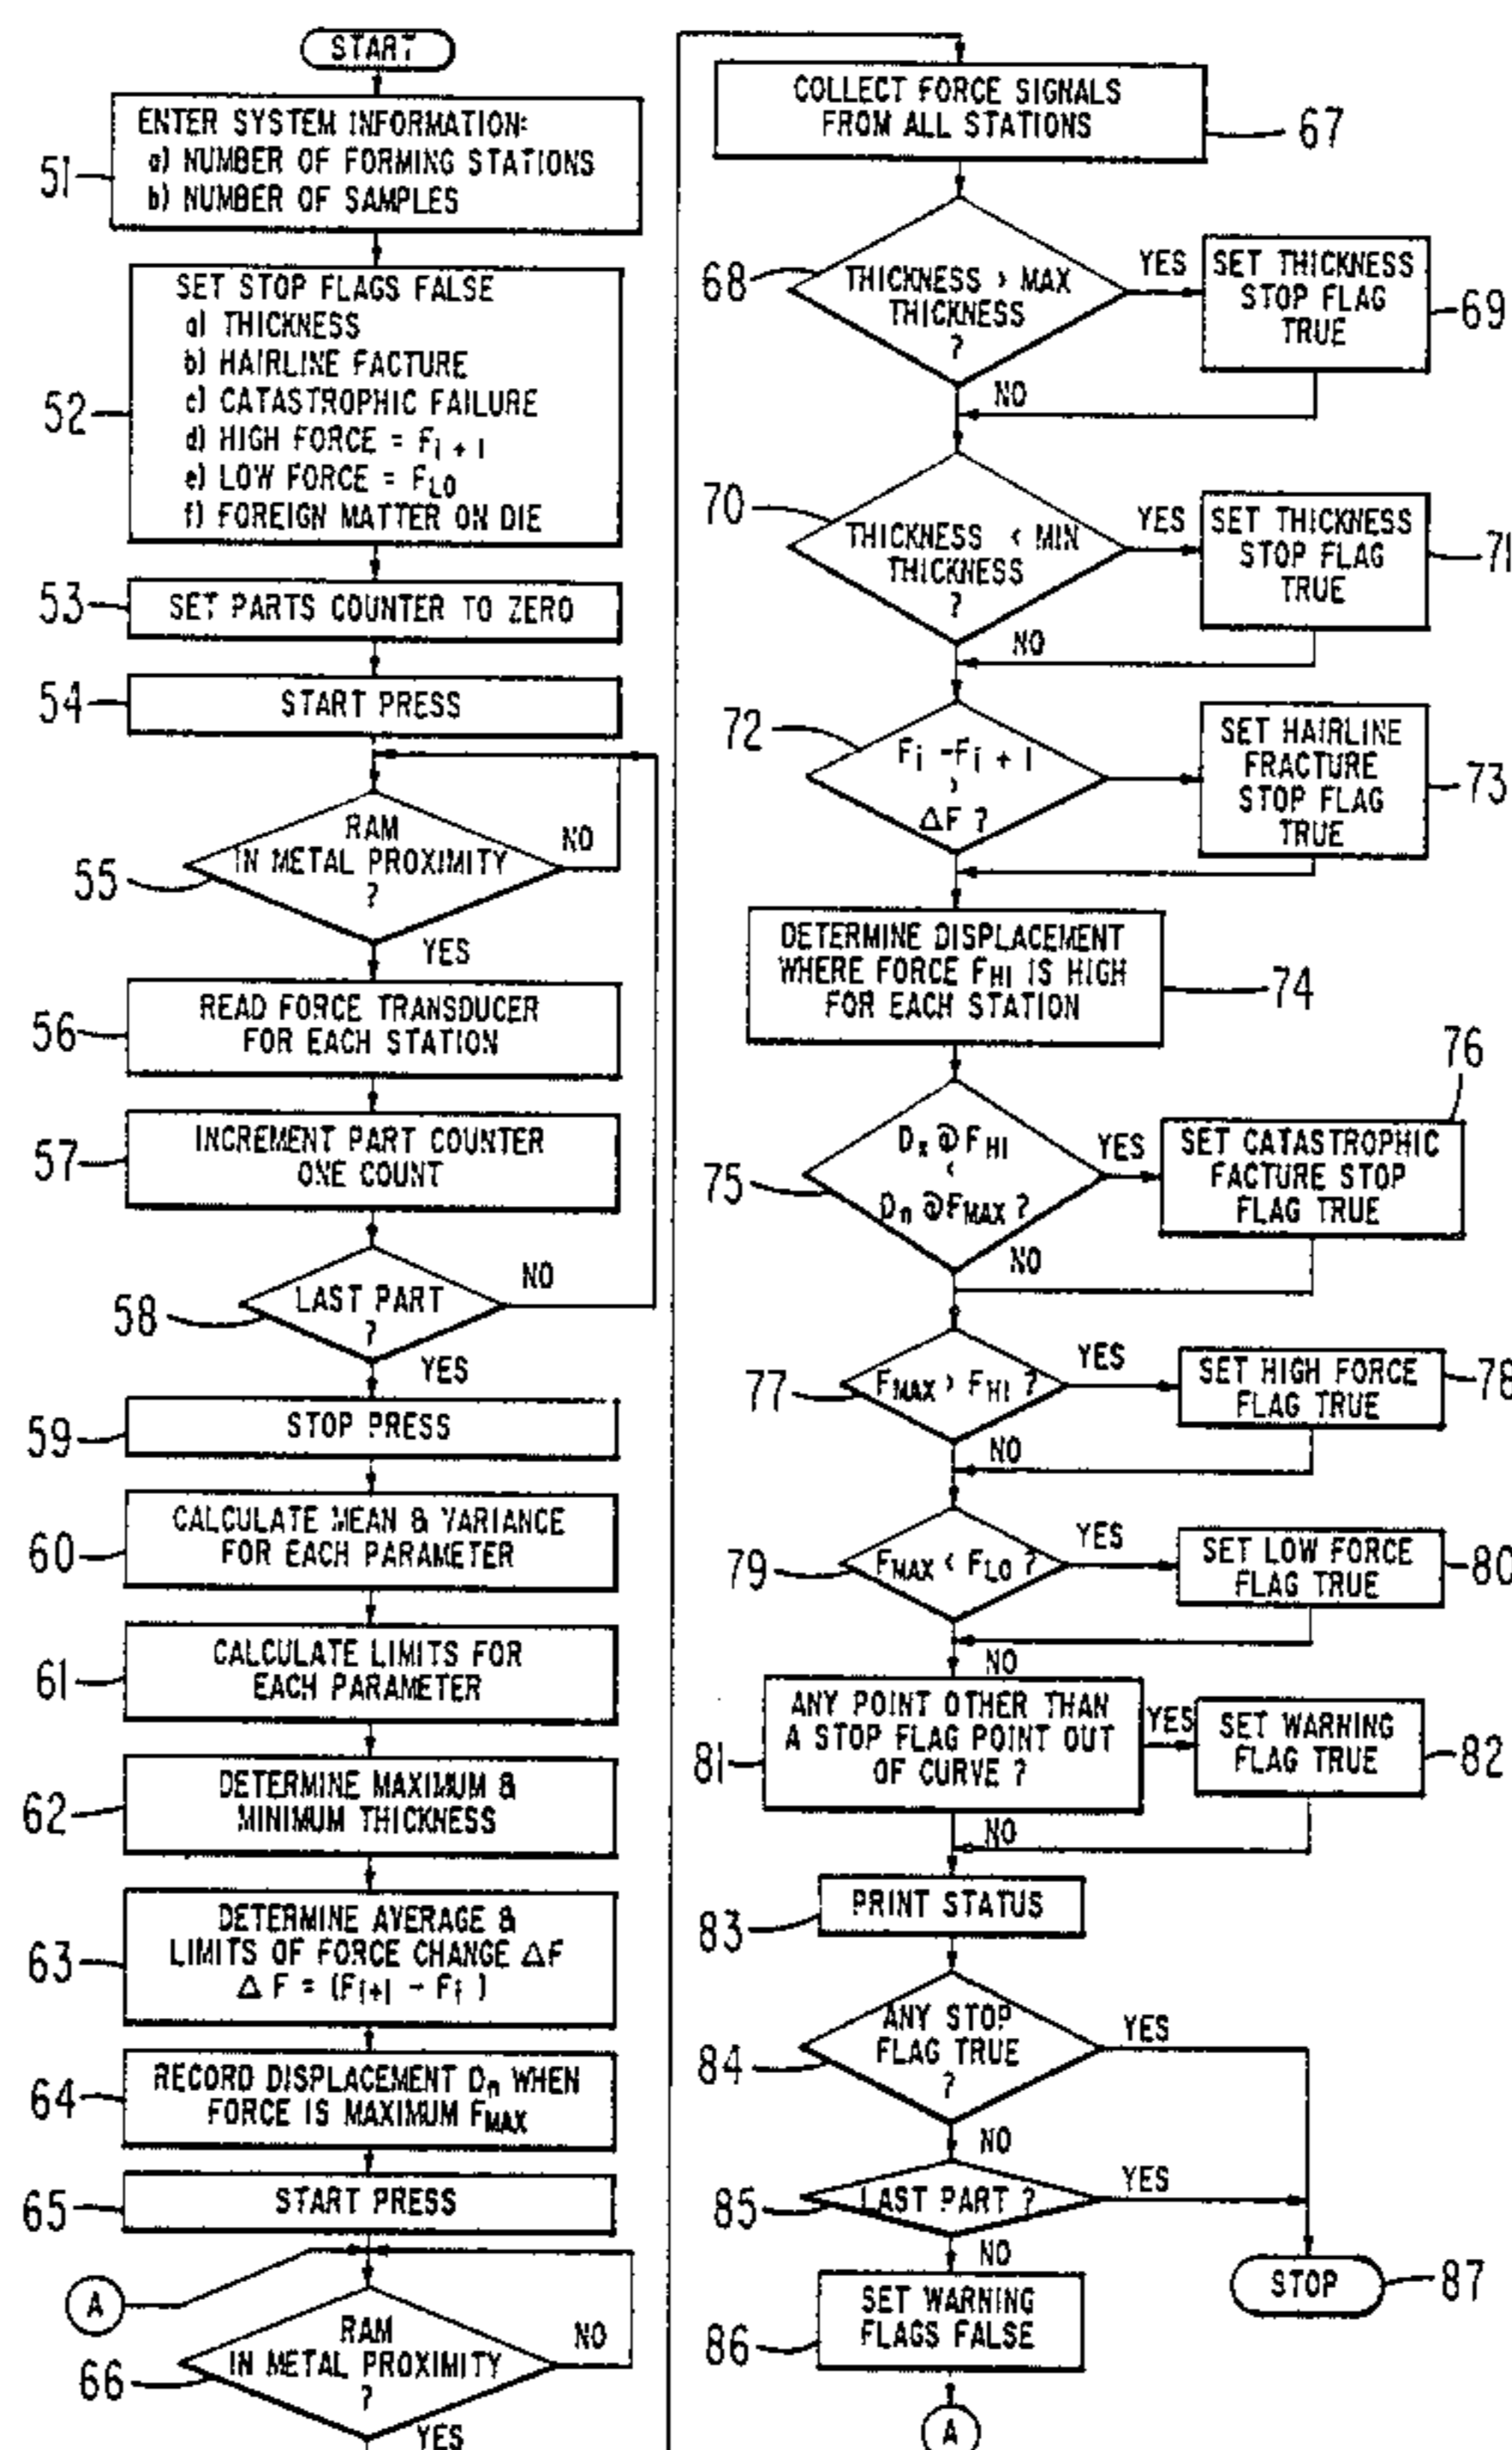 START
ENTER SYSTEM INFORMATION:
a) NUMBER OF FORMING STATIONS
b) NUMBER OF SAMPLES
51
SET STOP FLAGS FALSE
a) THICKNESS
b) HAIRLINE FACTURE
c) CATASTROPHIC FAILURE
d) HIGH FORCE = Fi + 1
e) LOW FORCE = FLO
f) FOREIGN MATTER ON DIE
52
53
SET PARTS COUNTER TO ZERO
54
START PRESS
RAM
IN METAL PROXIMITY
?
NO
55
YES
READ FORCE TRANSDUCER
FOR EACH STATION
56
INCREMENT PART COUNTER
ONE COUNT
57
LAST PART
?
NO
58
YES
STOP PRESS
59
CALCULATE MEAN & VARIANCE
FOR EACH PARAMETER
60
CALCULATE LIMITS FOR
EACH PARAMETER
61
DETERMINE MAXIMUM &
MINIMUM THICKNESS
62
DETERMINE AVERAGE &
LIMITS OF FORCE CHANGE ΔF
Δ F = (Fi+1 - Fi )
63
RECORD DISPLACEMENT Dn WHEN
FORCE IS MAXIMUM FMAX
64
65
START PRESS
A
RAM
IN METAL PROXIMITY
?
NO
66
YES
COLLECT FORCE SIGNALS
FROM ALL STATIONS
67
68
THICKNESS > MAX
THICKNESS
?
YES
SET THICKNESS
STOP FLAG
TRUE
69
NO
70
THICKNESS < MIN
THICKNESS
?
YES
SET THICKNESS
STOP FLAG
TRUE
71
NO
72
Fi -Fi + 1
>
ΔF ?
SET HAIRLINE
FRACTURE
STOP FLAG
TRUE
73
DETERMINE DISPLACEMENT
WHERE FORCE FHI IS HIGH
FOR EACH STATION
74
75
Dx @ FHI
<
Dn @FMAX ?
YES
76
SET CATASTROPHIC
FACTURE STOP
FLAG TRUE
NO
77
FMAX > FHI ?
YES
SET HIGH FORCE
FLAG TRUE
78
NO
79
FMAX < FLO ?
YES
SET LOW FORCE
FLAG TRUE
80
NO
81
ANY POINT OTHER THAN
A STOP FLAG POINT OUT
OF CURVE ?
YES
SET WARNING
FLAG TRUE
82
NO
83
PRINT STATUS
84
ANY STOP
FLAG TRUE
?
YES
NO
85
LAST PART ?
YES
NO
86
SET WARNING
FLAGS FALSE
STOP
87
A